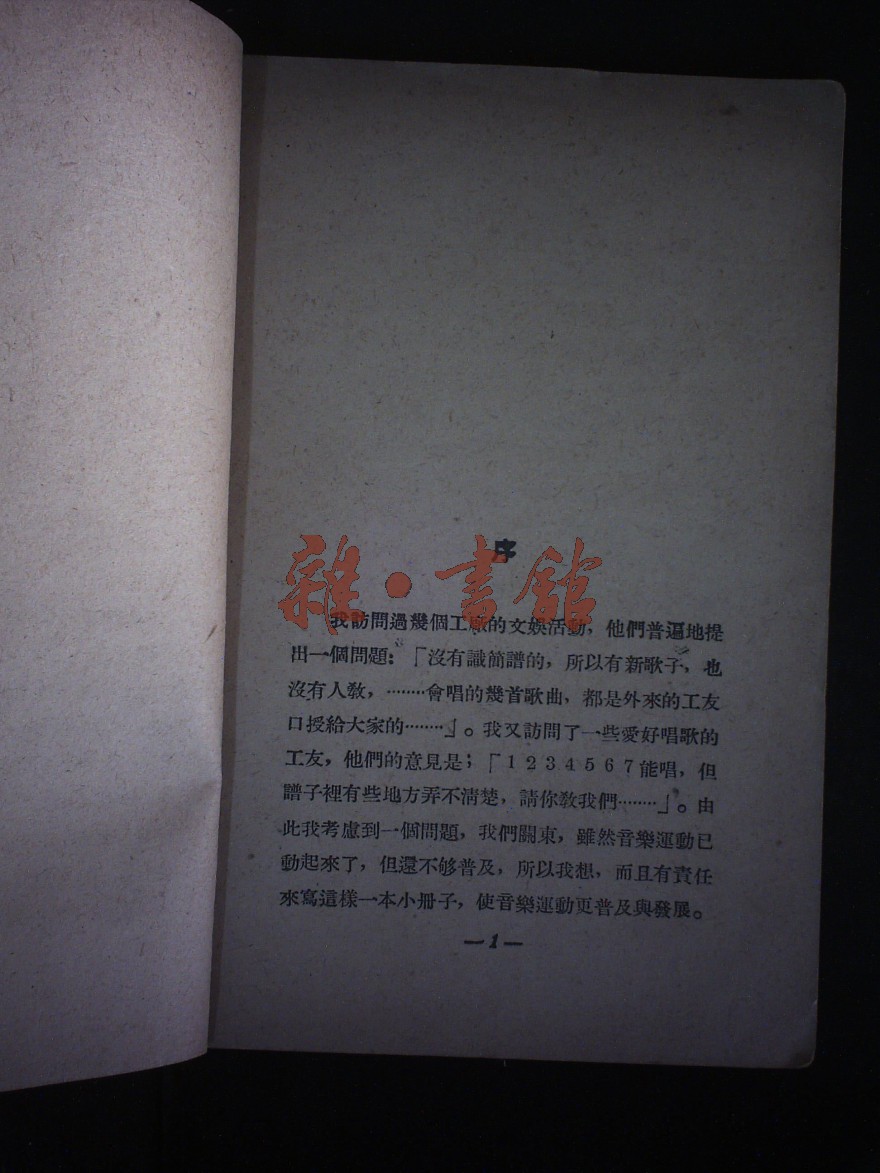 序
雜·書館
我訪問過幾個工廠的文娛活動，他們普遍地提
出一個問題：「沒有識簡譜的，所以有新歌子，也
沒有人敎，………會唱的幾首歌曲，都是外來的工友
口授給大家的………」。我又訪問了一些愛好唱歌的
工友，他們的意見是；「1 2 3 4 5 6 7 能唱，但
譜子裡有些地方弄不清楚，請你敎我們………」。由
此我考慮到一個問題，我們關東，雖然音樂運動已
動起來了，但還不够普及，所以我想，而且有責任
來寫這樣一本小册子，使音樂運動更普及與發展。
—1—